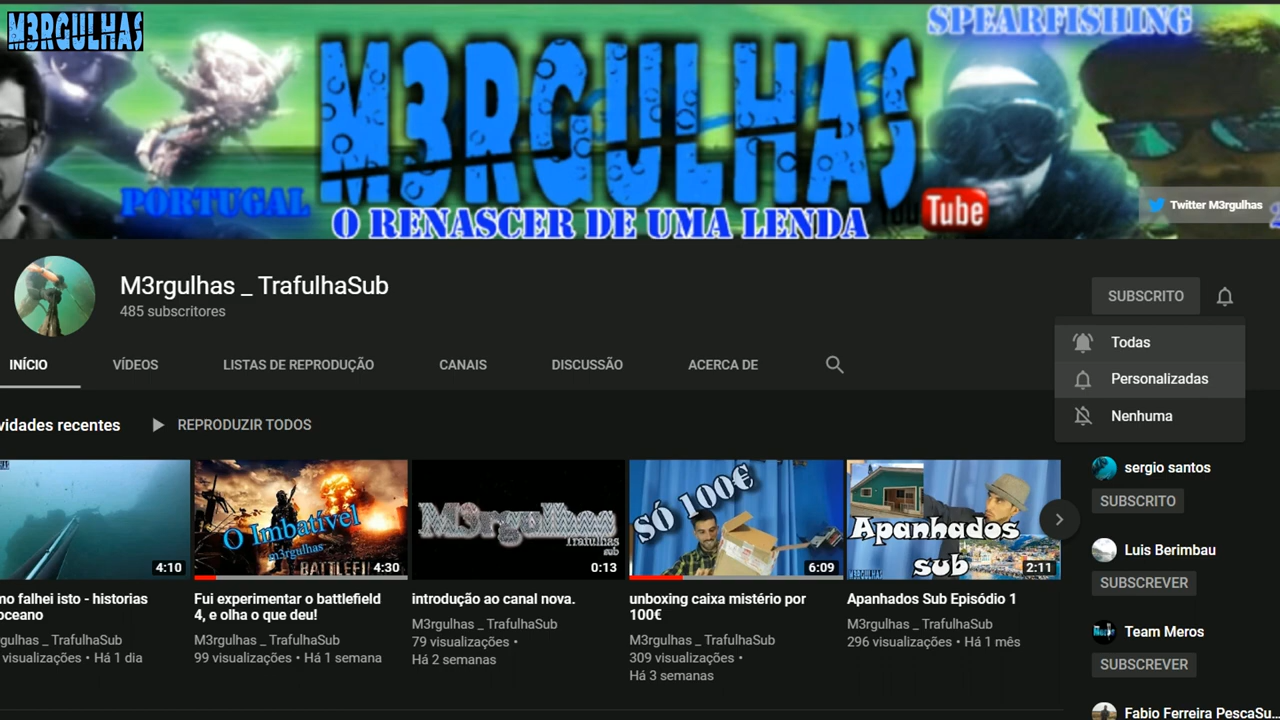 M3RGULHAS
SPEARFISHING
M3RGULHAS
PORTUGAL
O RENASCER DE UMA LENDA
You Tube
Twitter M3rgulhas
M3rgulhas _ TrafulhaSub
485 subscritores
SUBSCRITO
Todas
Personalizadas
Nenhuma
INÍCIO VÍDEOS LISTAS DE REPRODUÇÃO CANAIS DISCUSSÃO ACERCA DE
vidades recentes REPRODUZIR TODOS
4:10
O Imbatível
m3rgulhas
4:30
M3rgulhas
Trafulhas
sub
0:13
SÓ 100€
6:09
Apanhados
sub
2:11
mo falhei isto - historias
oceano
rgulhas _ TrafulhaSub
visualizações • Há 1 dia
Fui experimentar o battlefield
4, e olha o que deu!
M3rgulhas _ TrafulhaSub
99 visualizações • Há 1 semana
introdução ao canal nova.
M3rgulhas _ TrafulhaSub
79 visualizações •
Há 2 semanas
unboxing caixa mistério por
100€
M3rgulhas _ TrafulhaSub
309 visualizações •
Há 3 semanas
Apanhados Sub Episódio 1
M3rgulhas _ TrafulhaSub
296 visualizações • Há 1 mês
sergio santos
SUBSCRITO
Luis Berimbau
SUBSCREVER
Team Meros
SUBSCREVER
Fabio Ferreira PescaSu...